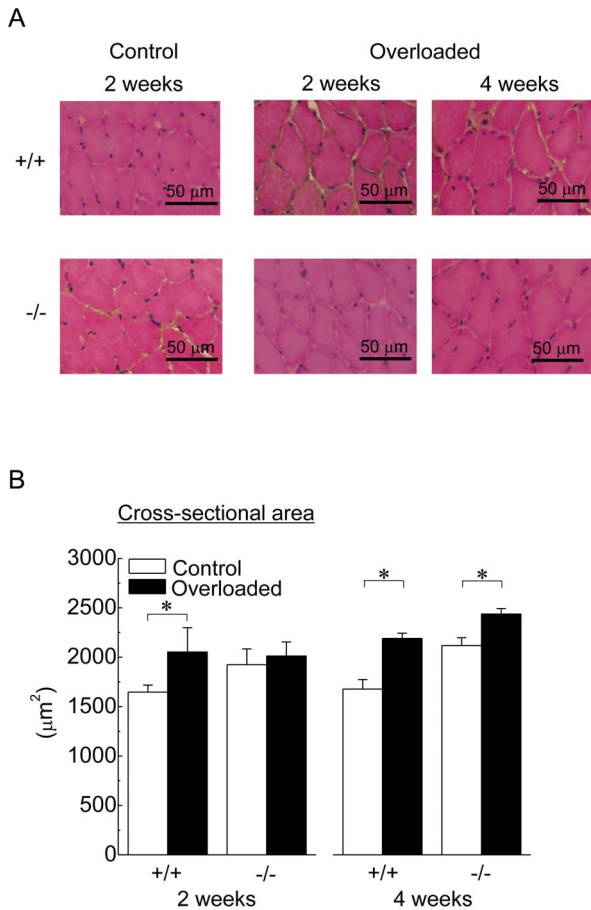 A
Control Overloaded
2 weeks 2 weeks 4 weeks
+/+
50 μm 50 μm 50 μm
-/-
50 μm 50 μm 50 μm
B
Cross-sectional area
3000
2500
2000
1500
1000
500
0
(μm²)
Control
Overloaded
* * *
+/+ -/- +/+ -/-
2 weeks 4 weeks